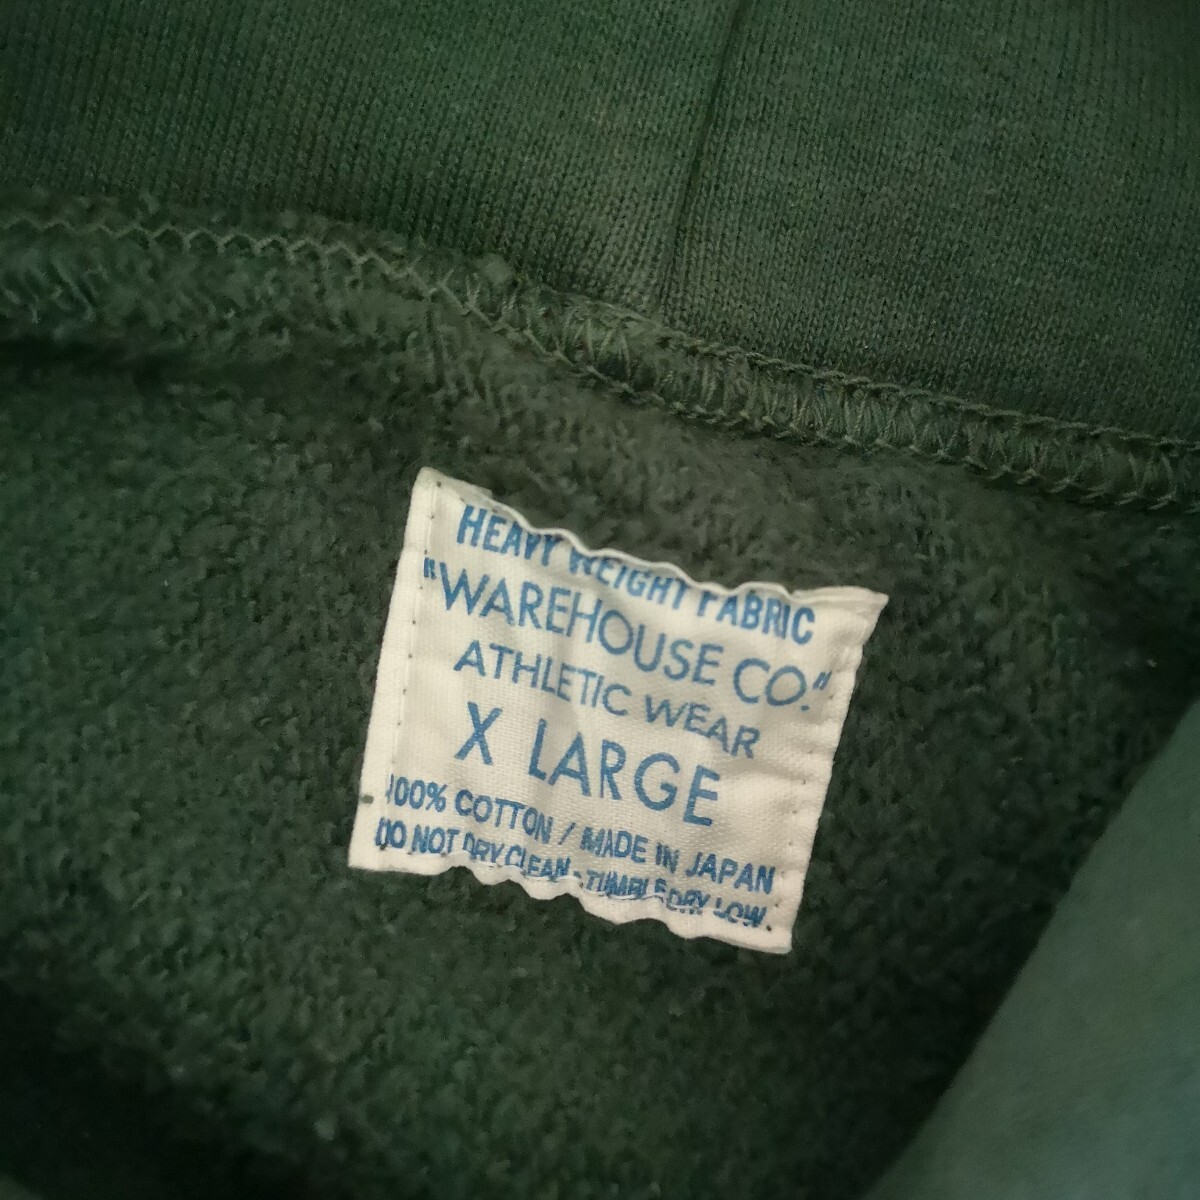 HEAVY WEIGHT FABRIC
"WAREHOUSE CO."
ATHLETIC WEAR
X LARGE
100% COTTON / MADE IN JAPAN
DO NOT DRY CLEAN - TUMBLE DRY LOW.